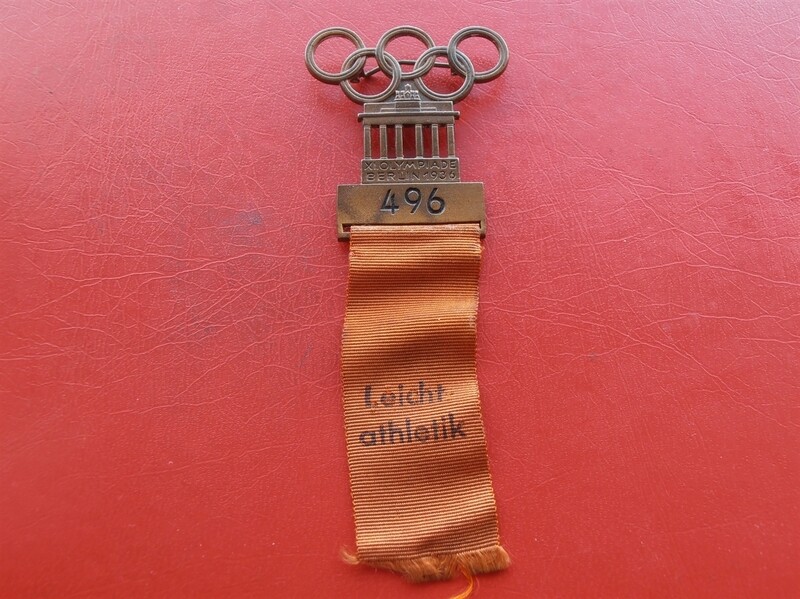 XI. OLYMPIADE
BERLIN 1936
496
Leicht-
athletik